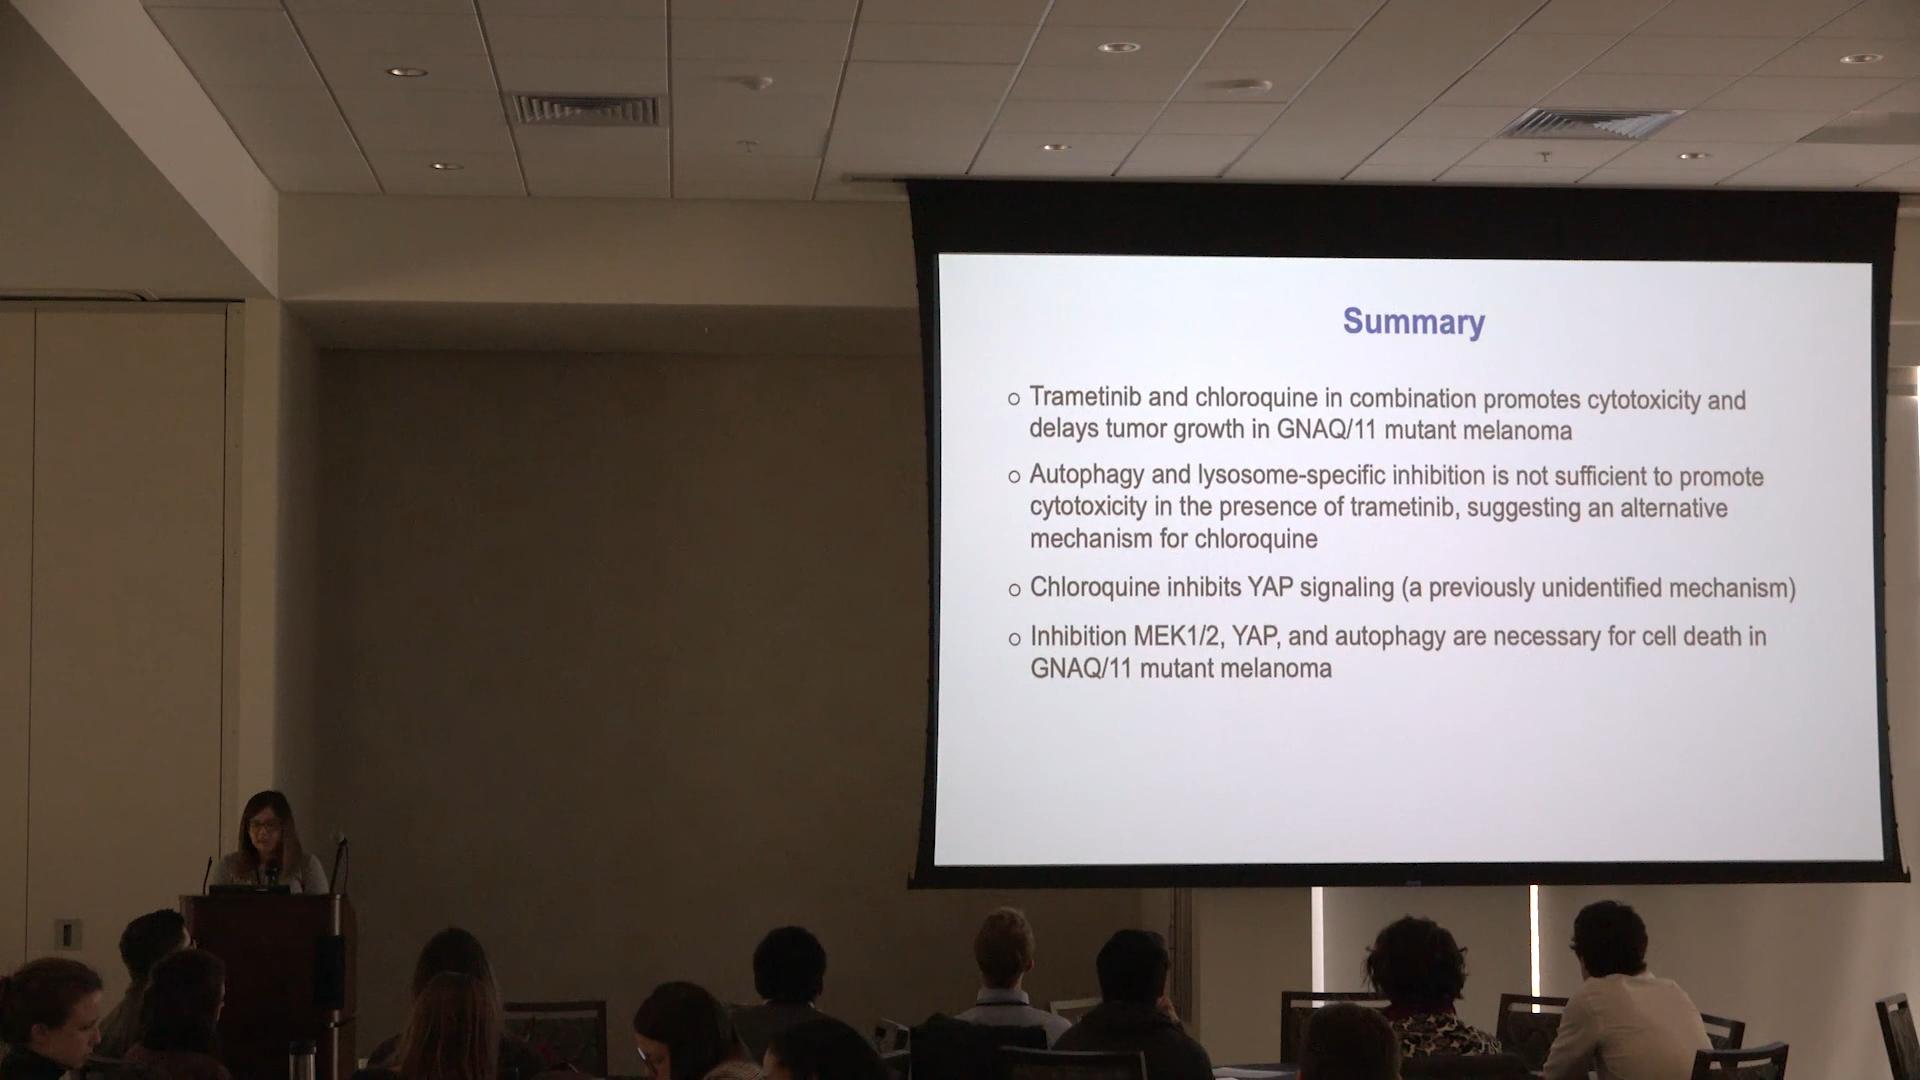 Summary
○ Trametinib and chloroquine in combination promotes cytotoxicity and
delays tumor growth in GNAQ/11 mutant melanoma
○ Autophagy and lysosome-specific inhibition is not sufficient to promote
cytotoxicity in the presence of trametinib, suggesting an alternative
mechanism for chloroquine
○ Chloroquine inhibits YAP signaling (a previously unidentified mechanism)
○ Inhibition MEK1/2, YAP, and autophagy are necessary for cell death in
GNAQ/11 mutant melanoma